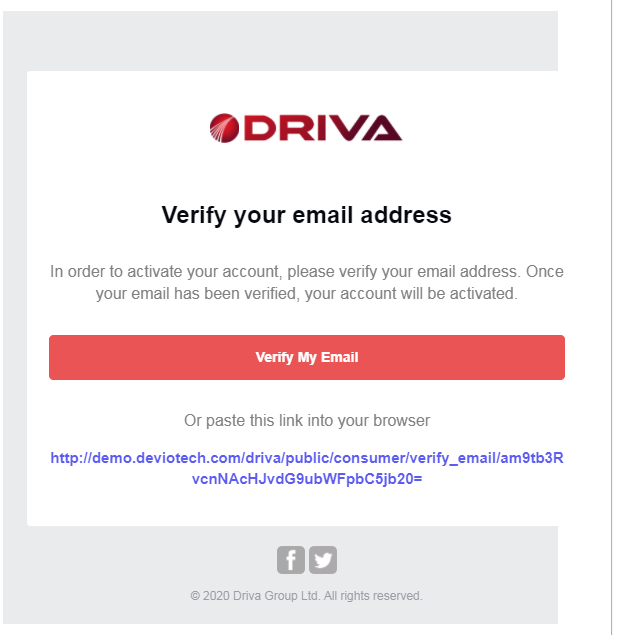 DRIVA
Verify your email address
In order to activate your account, please verify your email address. Once
your email has been verified, your account will be activated.
Verify My Email
Or paste this link into your browser
http://demo.deviotech.com/driva/public/consumer/verify_email/am9tb3R
vcnNAcHJvdG9ubWFpbC5jb20=
© 2020 Driva Group Ltd. All rights reserved.